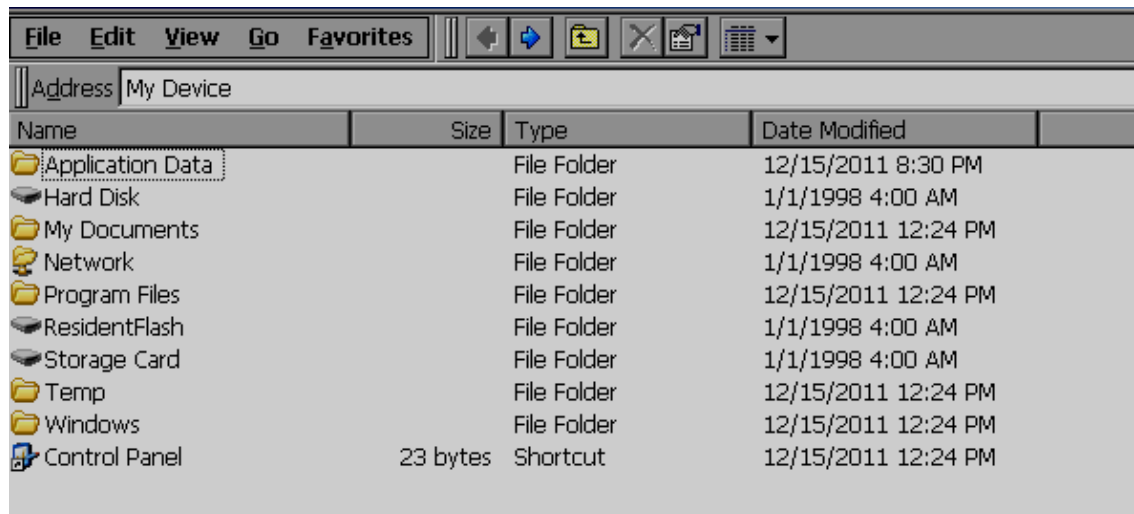 File Edit View Go Favorites
Address My Device
Name Size Type Date Modified
Application Data File Folder 12/15/2011 8:30 PM
Hard Disk File Folder 1/1/1998 4:00 AM
My Documents File Folder 12/15/2011 12:24 PM
Network File Folder 1/1/1998 4:00 AM
Program Files File Folder 12/15/2011 12:24 PM
ResidentFlash File Folder 1/1/1998 4:00 AM
Storage Card File Folder 1/1/1998 4:00 AM
Temp File Folder 12/15/2011 12:24 PM
Windows File Folder 12/15/2011 12:24 PM
Control Panel 23 bytes Shortcut 12/15/2011 12:24 PM